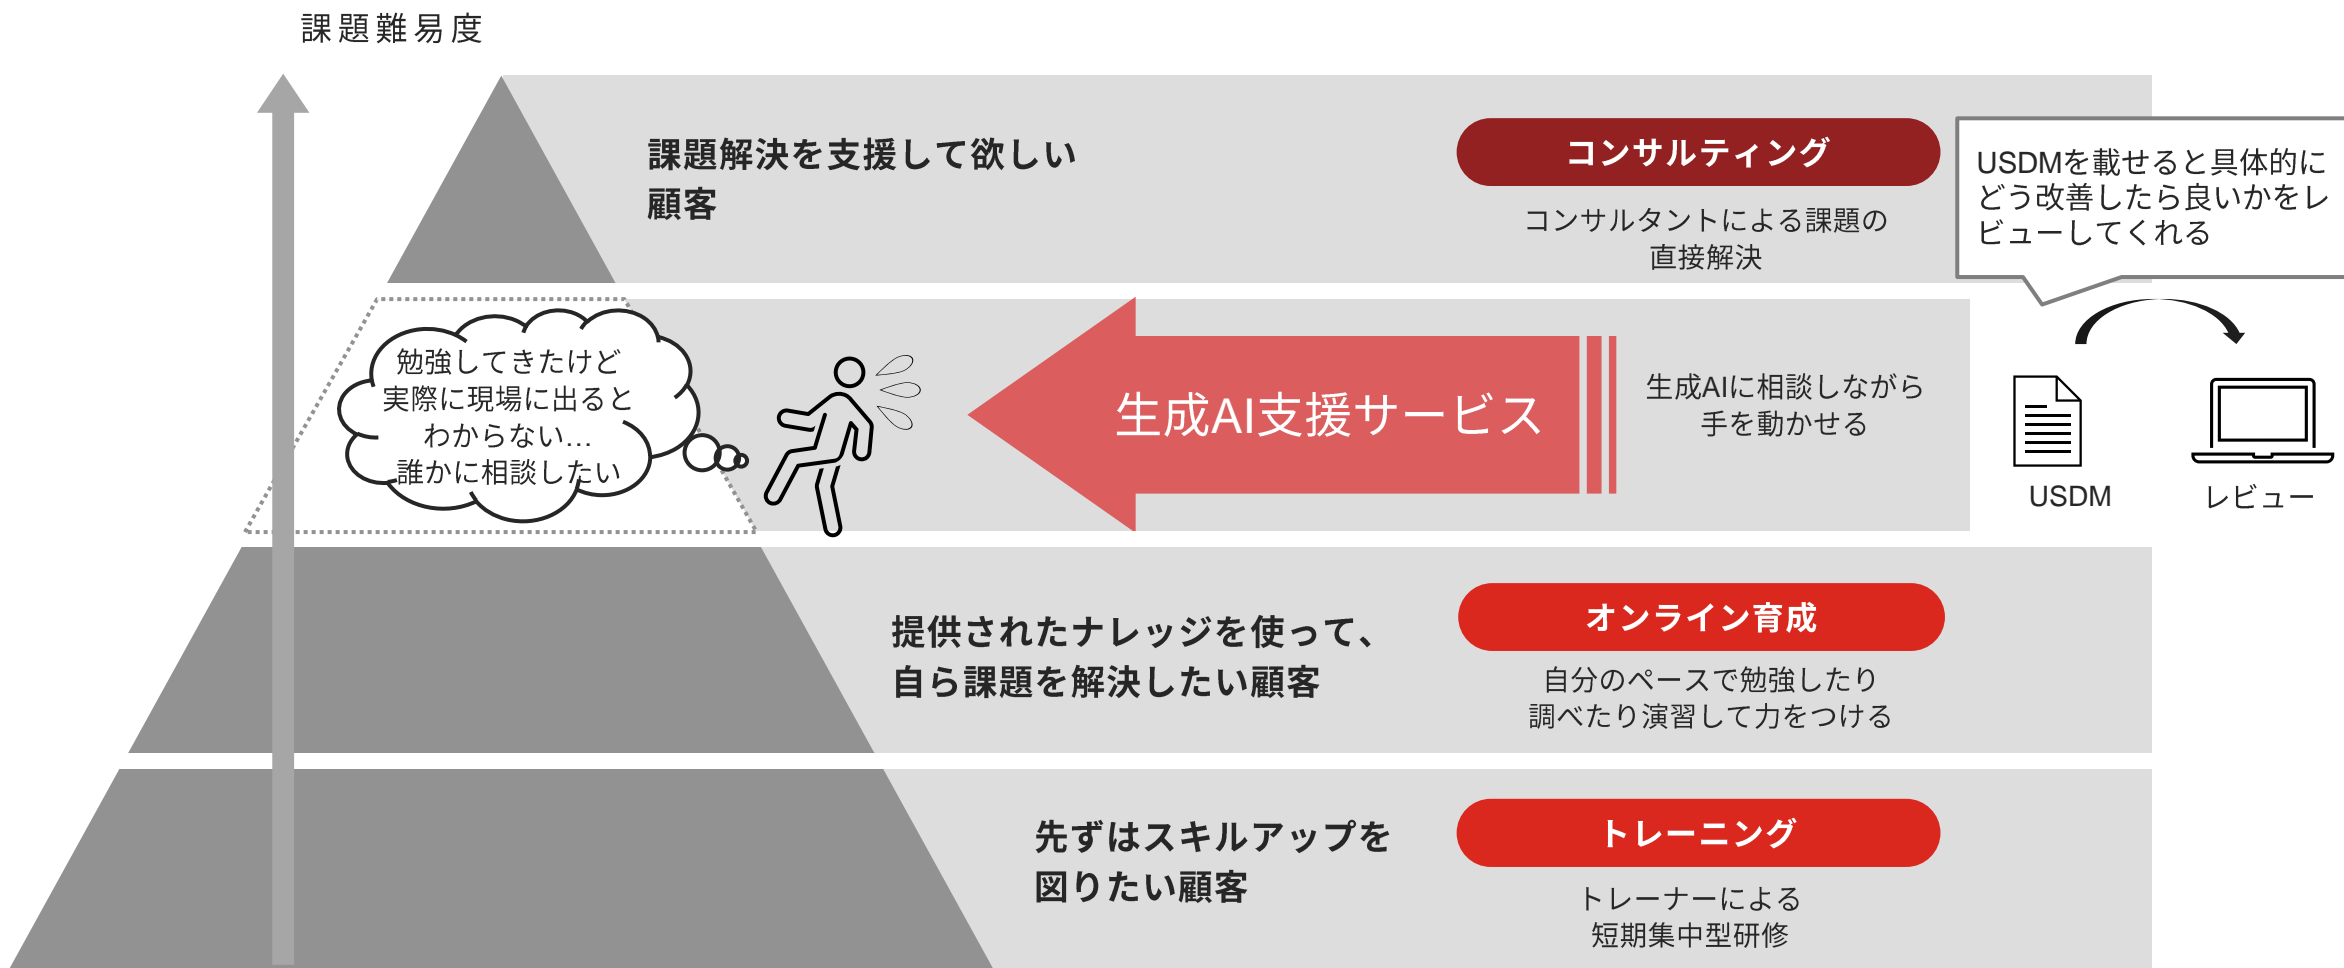 課題難易度
課題解決を支援して欲しい
顧客
コンサルティング
コンサルタントによる課題の
直接解決
USDMを載せると具体的に
どう改善したら良いかをレ
ビューしてくれる
勉強してきたけど
実際に現場に出ると
わからない…
誰かに相談したい
生成AI支援サービス
生成AIに相談しながら
手を動かせる
USDM
レビュー
提供されたナレッジを使って、
自ら課題を解決したい顧客
オンライン育成
自分のペースで勉強したり
調べたり演習して力をつける
先ずはスキルアップを
図りたい顧客
トレーニング
トレーナーによる
短期集中型研修